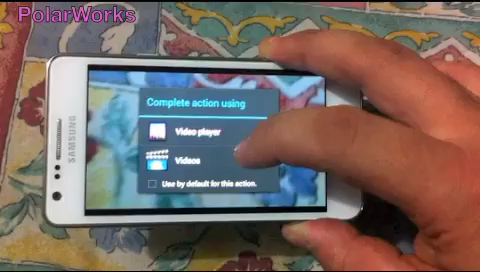 PolarWorks
SAMSUNG
Complete action using
Video player
Videos
Use by default for this action.